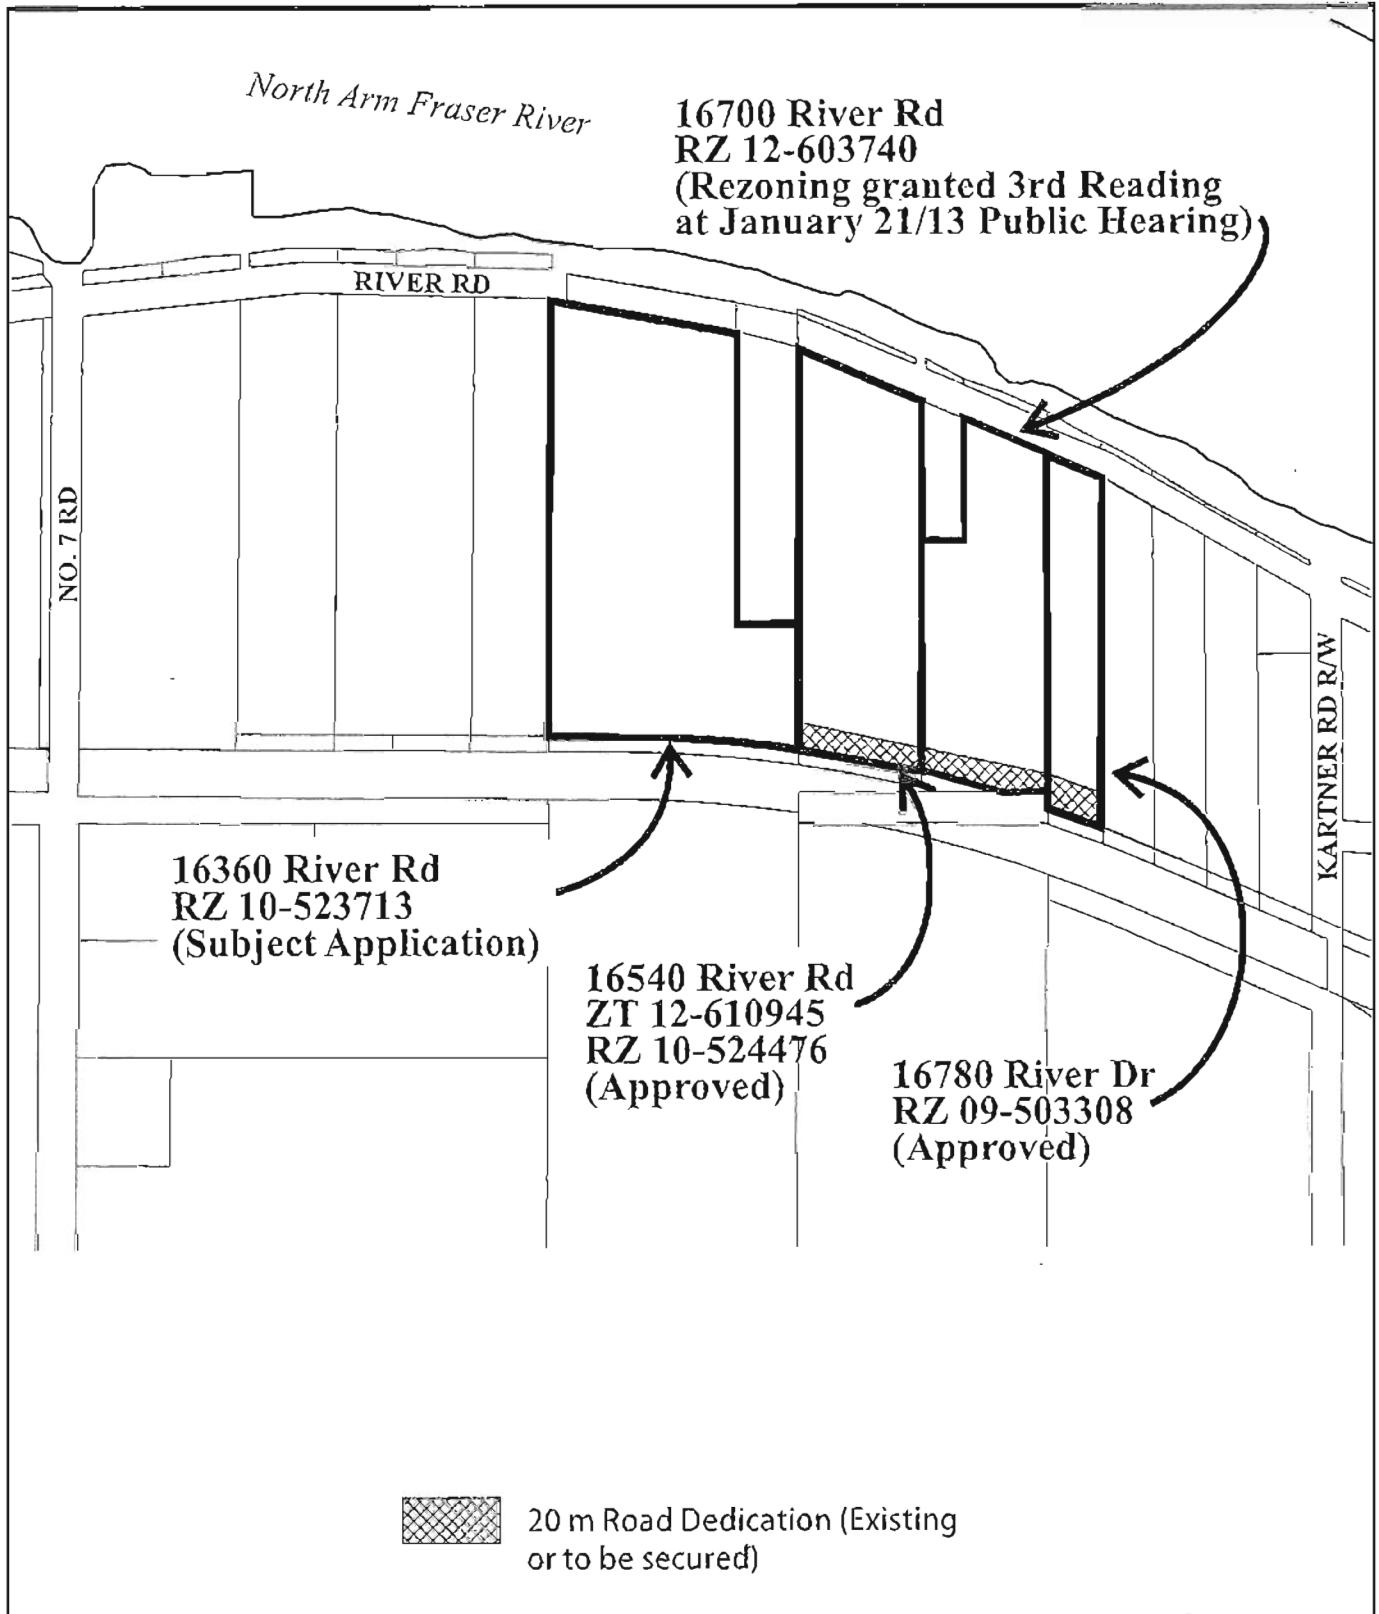 North Arm Fraser River
16700 River Rd
RZ 12-603740
(Rezoning granted 3rd Reading
at January 21/13 Public Hearing)
RIVER RD
NO. 7 RD
KARTNER RD R/W
16360 River Rd
RZ 10-523713
(Subject Application)
16540 River Rd
ZT 12-610945
RZ 10-524476
(Approved)
16780 River Dr
RZ 09-503308
(Approved)
20 m Road Dedication (Existing
or to be secured)